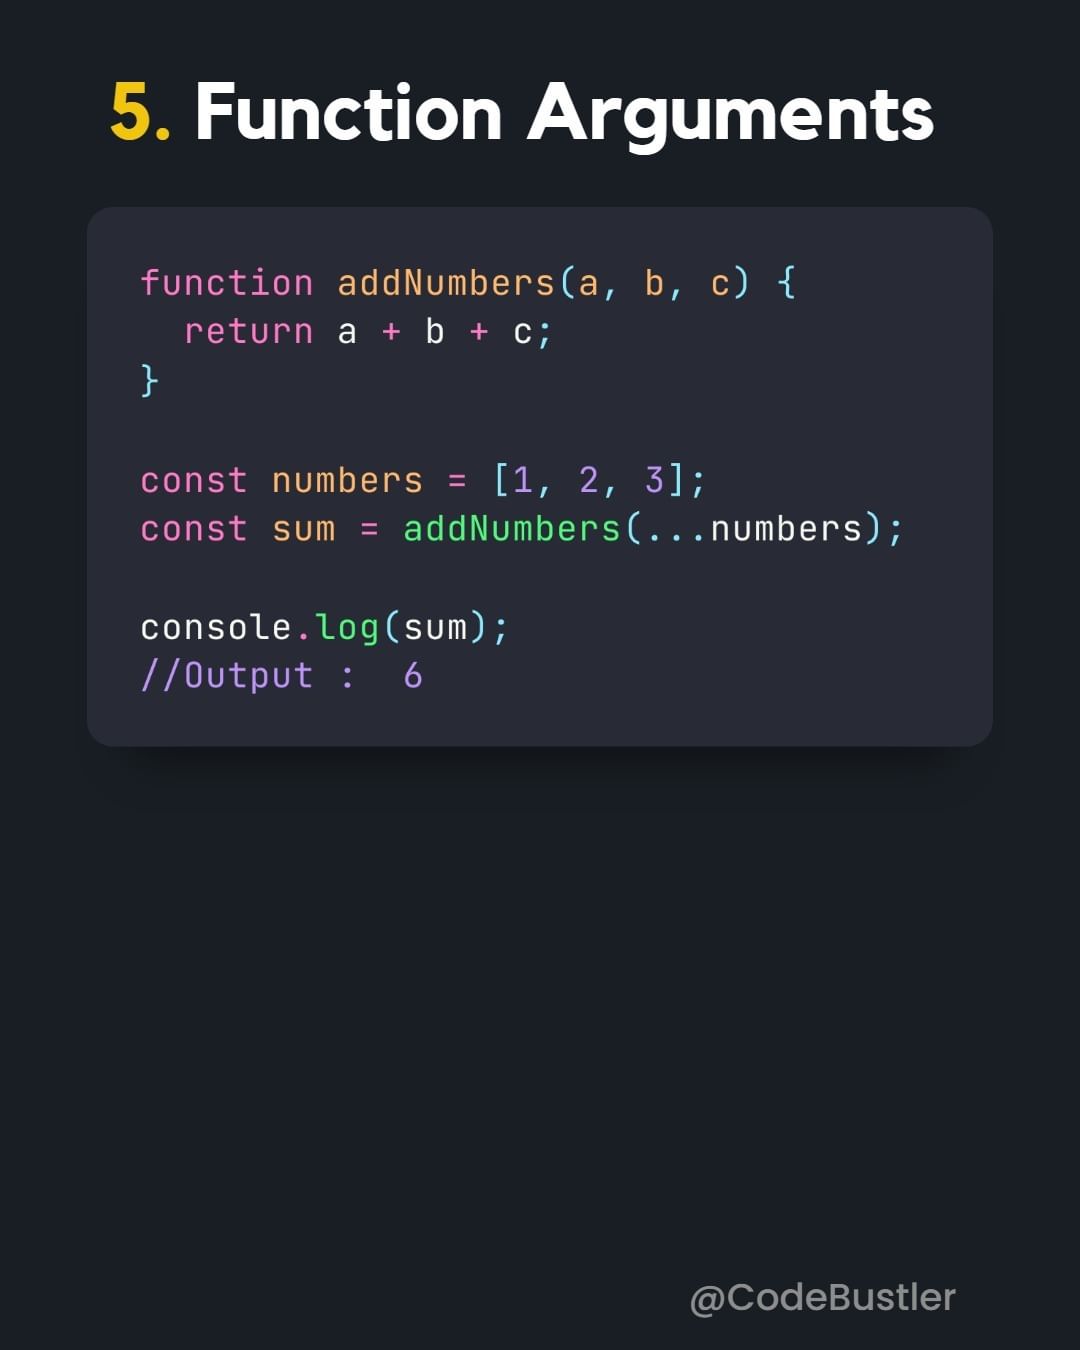 5. Function Arguments
function addNumbers(a, b, c) {
  return a + b + c;
}
const numbers = [1, 2, 3];
const sum = addNumbers(...numbers);
console.log(sum);
//Output :  6
@CodeBustler